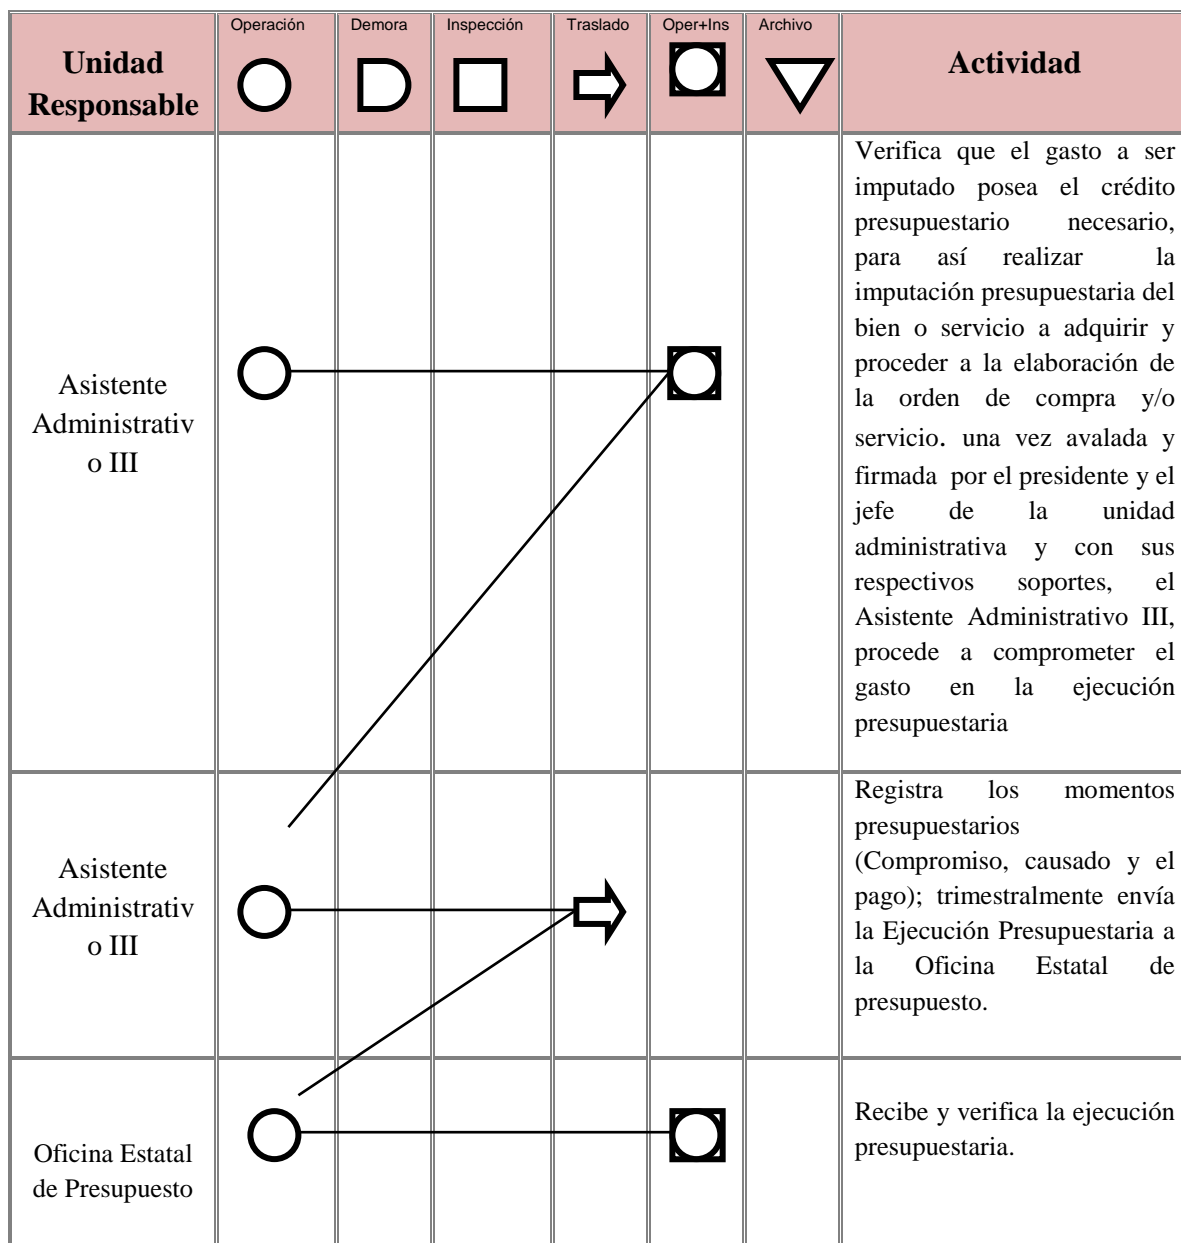 Unidad
Responsable
Operación
Demora
Inspección
Traslado
Oper+Ins
Archivo
Actividad
Asistente
Administrativ
o III
Verifica que el gasto a ser
imputado posea el crédito
presupuestario necesario,
para así realizar la
imputación presupuestaria del
bien o servicio a adquirir y
proceder a la elaboración de
la orden de compra y/o
servicio. una vez avalada y
firmada por el presidente y el
jefe de la unidad
administrativa y con sus
respectivos soportes, el
Asistente Administrativo III,
procede a comprometer el
gasto en la ejecución
presupuestaria
Asistente
Administrativ
o III
Registra los momentos
presupuestarios
(Compromiso, causado y el
pago); trimestralmente envía
la Ejecución Presupuestaria a
la Oficina Estatal de
presupuesto.
Oficina Estatal
de Presupuesto
Recibe y verifica la ejecución
presupuestaria.